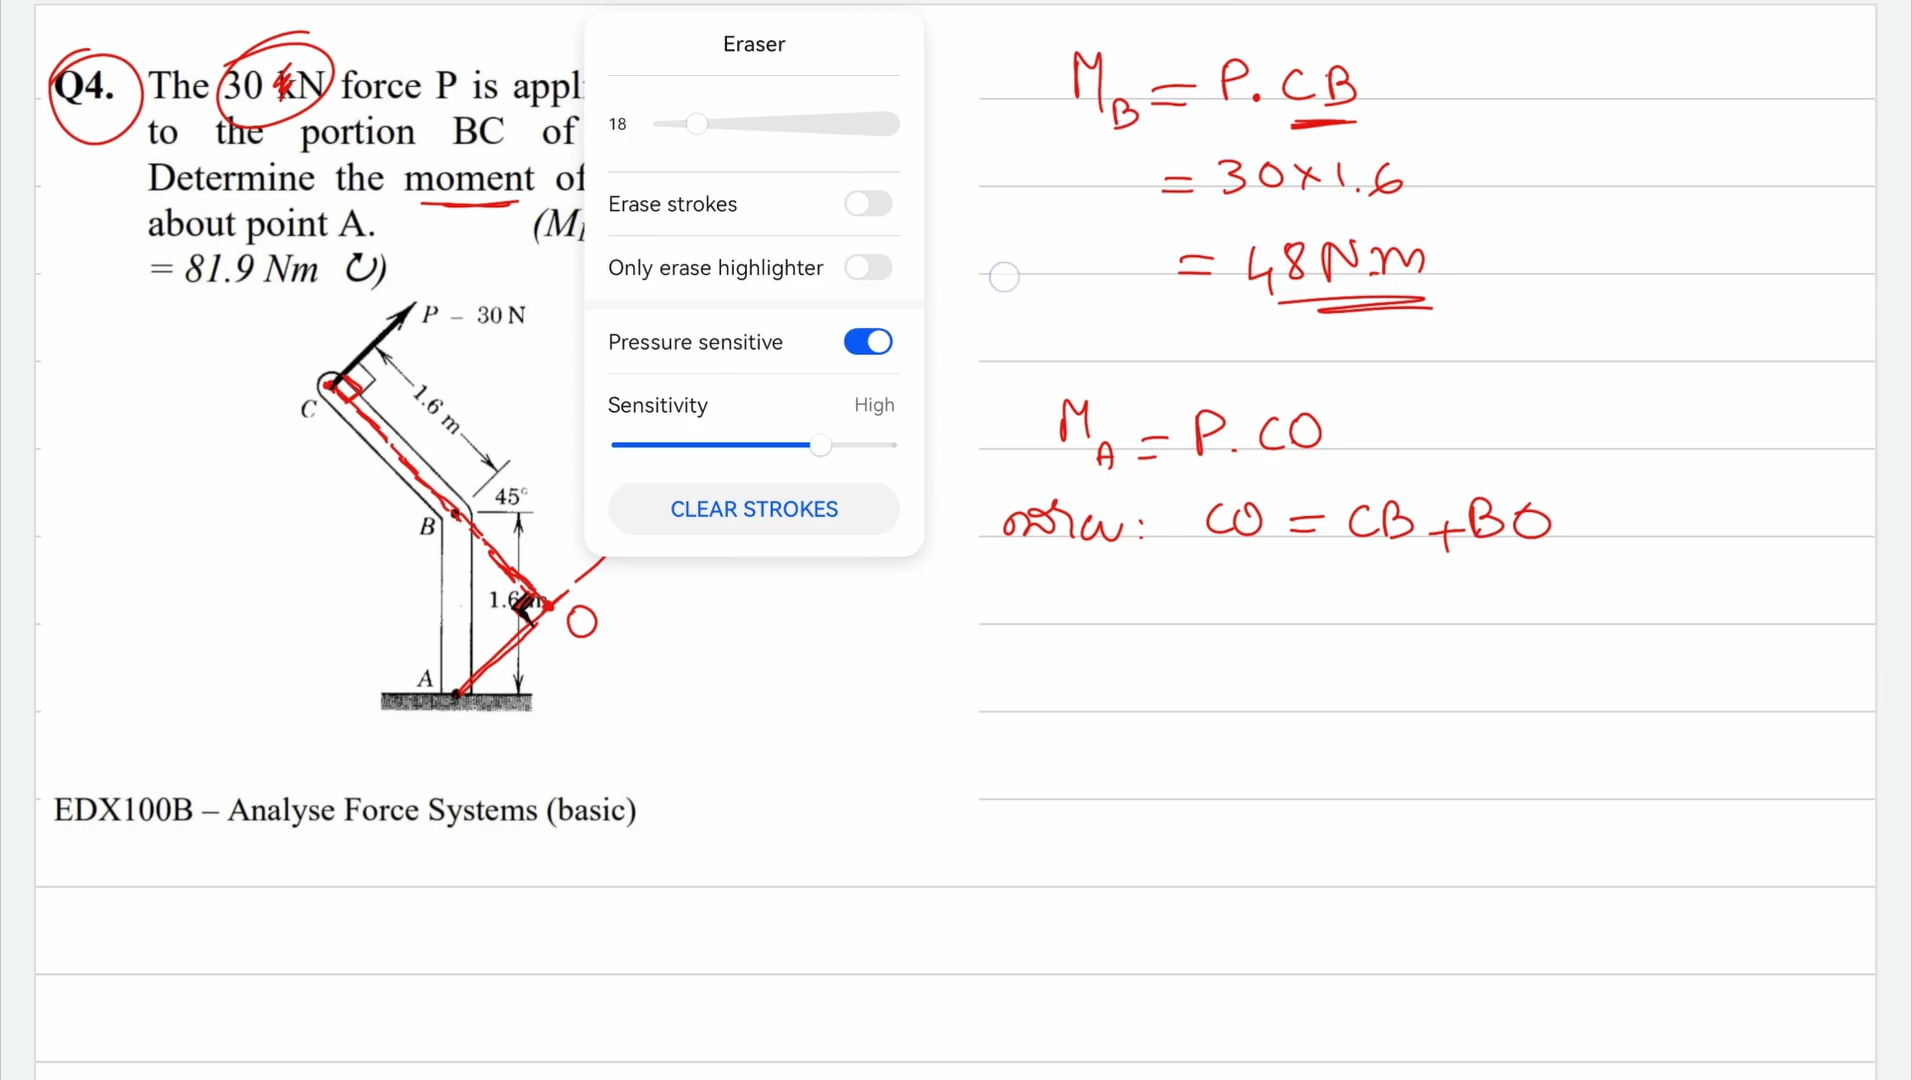 Q4. The 30 kN force P is appl
to the portion BC of
Determine the moment of
about point A. (M
= 81.9 Nm ↻)
P – 30 N
1.6 m
C
45°
B
1.6 m
O
A
EDX100B – Analyse Force Systems (basic)
Eraser
18
Erase strokes
Only erase highlighter
Pressure sensitive
Sensitivity High
CLEAR STROKES
M_B = P. CB
= 30×1.6
= 48 N.m
M_A = P. CO
CO = CB + BO